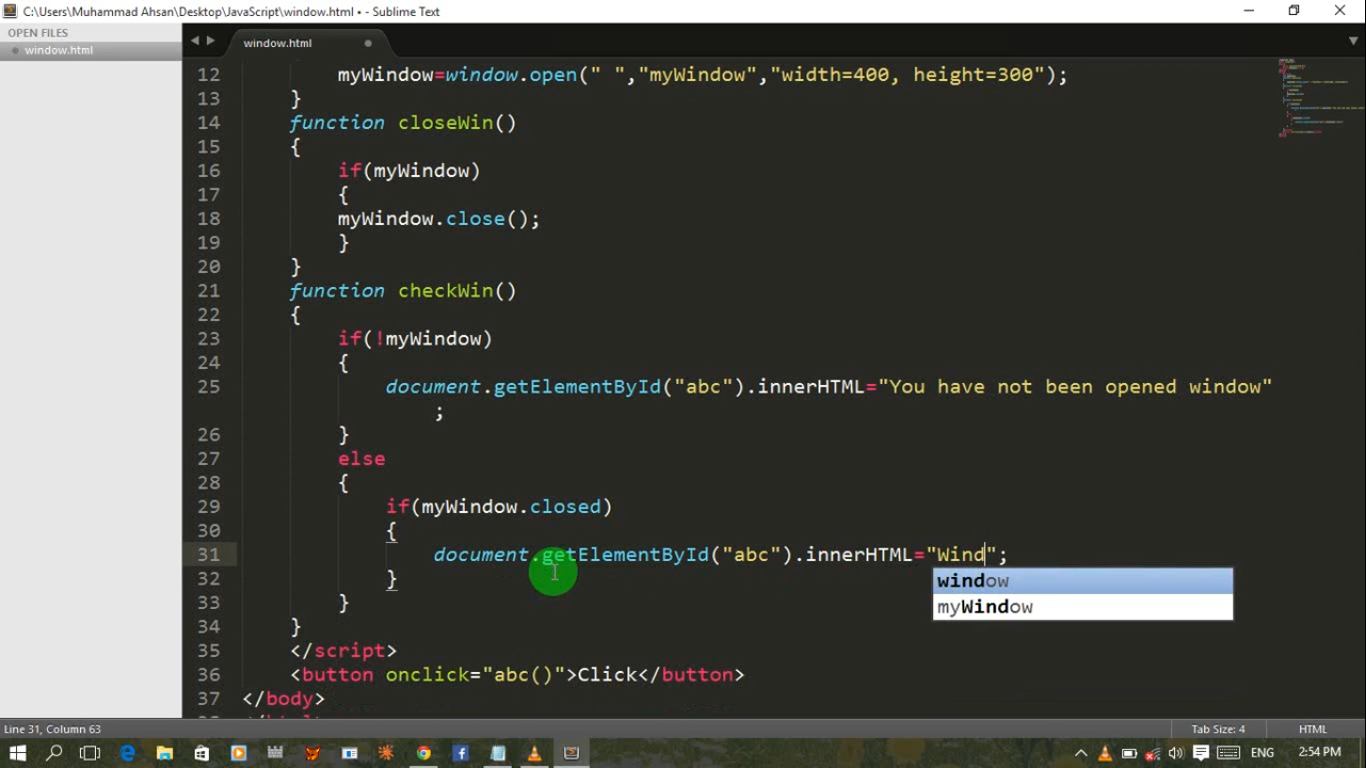 C:\Users\Muhammad Ahsan\Desktop\JavaScript\window.html • - Sublime Text
OPEN FILES
window.html
window.html
12 myWindow=window.open(" ","myWindow","width=400, height=300");
13 }
14 function closeWin()
15 {
16 if(myWindow)
17 {
18 myWindow.close();
19 }
20 }
21 function checkWin()
22 {
23 if(!myWindow)
24 {
25 document.getElementById("abc").innerHTML="You have not been opened window"
;
26 }
27 else
28 {
29 if(myWindow.closed)
30 {
31 document.getElementById("abc").innerHTML="Wind";
window
myWindow
32 }
33 }
34 }
35 </script>
36 <button onclick="abc()">Click</button>
37 </body>
Line 31, Column 63
Tab Size: 4
HTML
ENG
2:54 PM